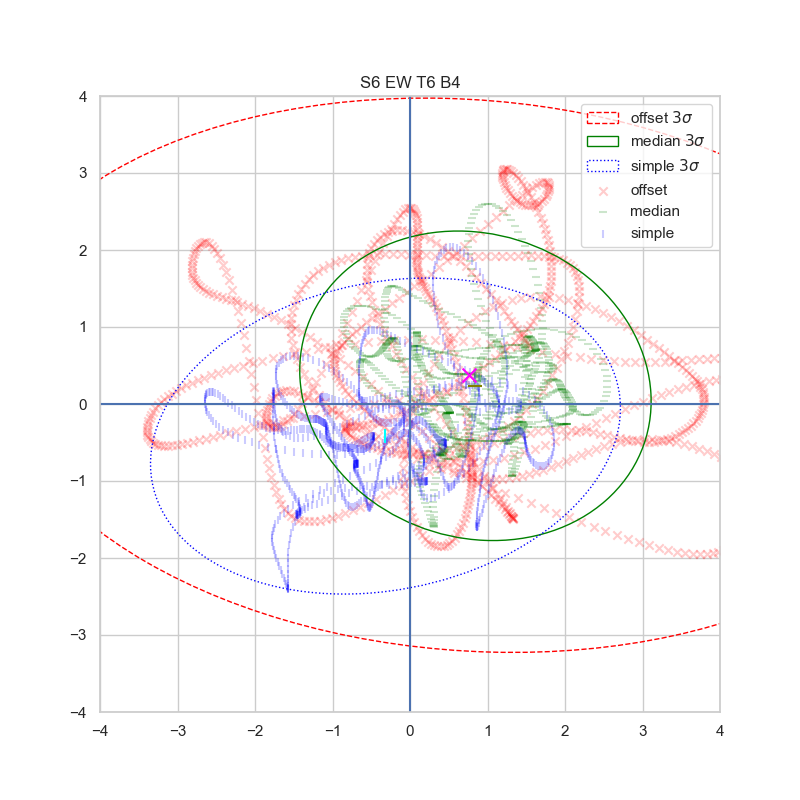 S6 EW T6 B4
offset 3σ
median 3σ
simple 3σ
offset
median
simple
4
3
2
1
0
−1
−2
−3
−4
−4 −3 −2 −1 0 1 2 3 4